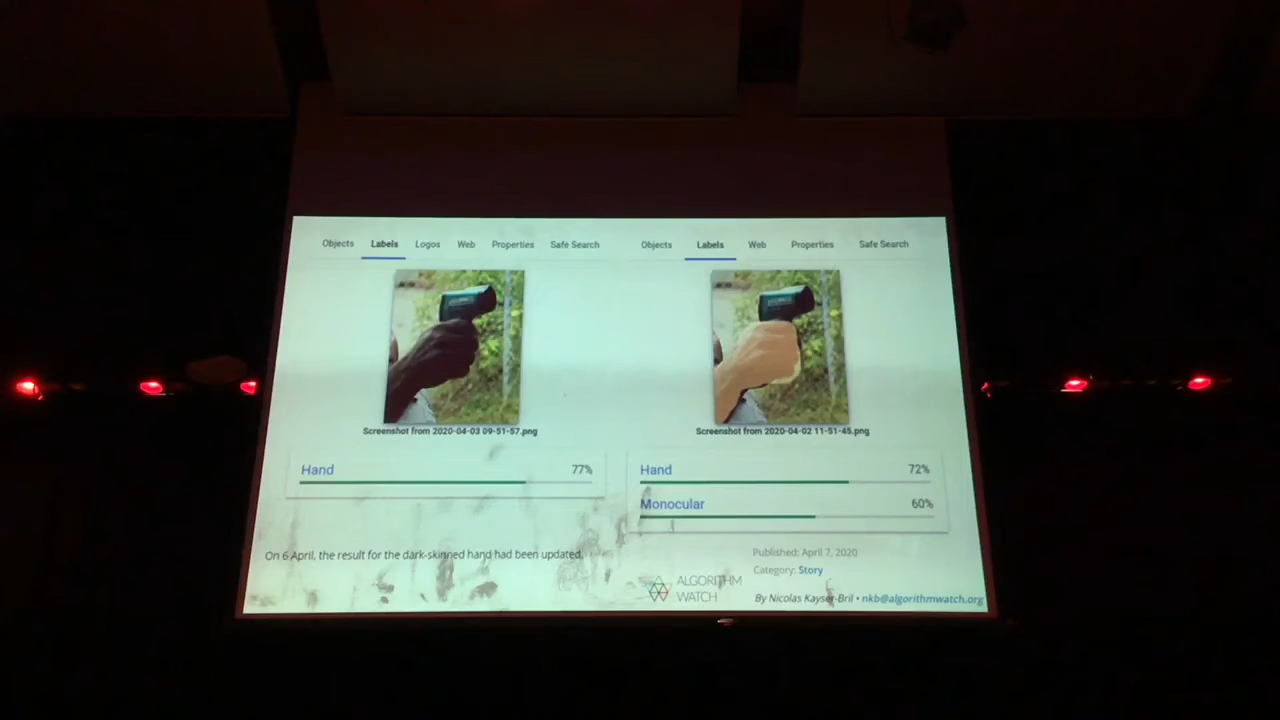 Objects Labels Logos Web Properties Safe Search
Screenshot from 2020-04-03 09-51-57.png
Hand 77%
On 6 April, the result for the dark-skinned hand had been updated.
Objects Labels Web Properties Safe Search
Screenshot from 2020-04-02 11-51-45.png
Hand 72%
Monocular 60%
Published: April 7, 2020
Category: Story
ALGORITHM
WATCH
By Nicolas Kayser-Bril • nkb@algorithmwatch.org